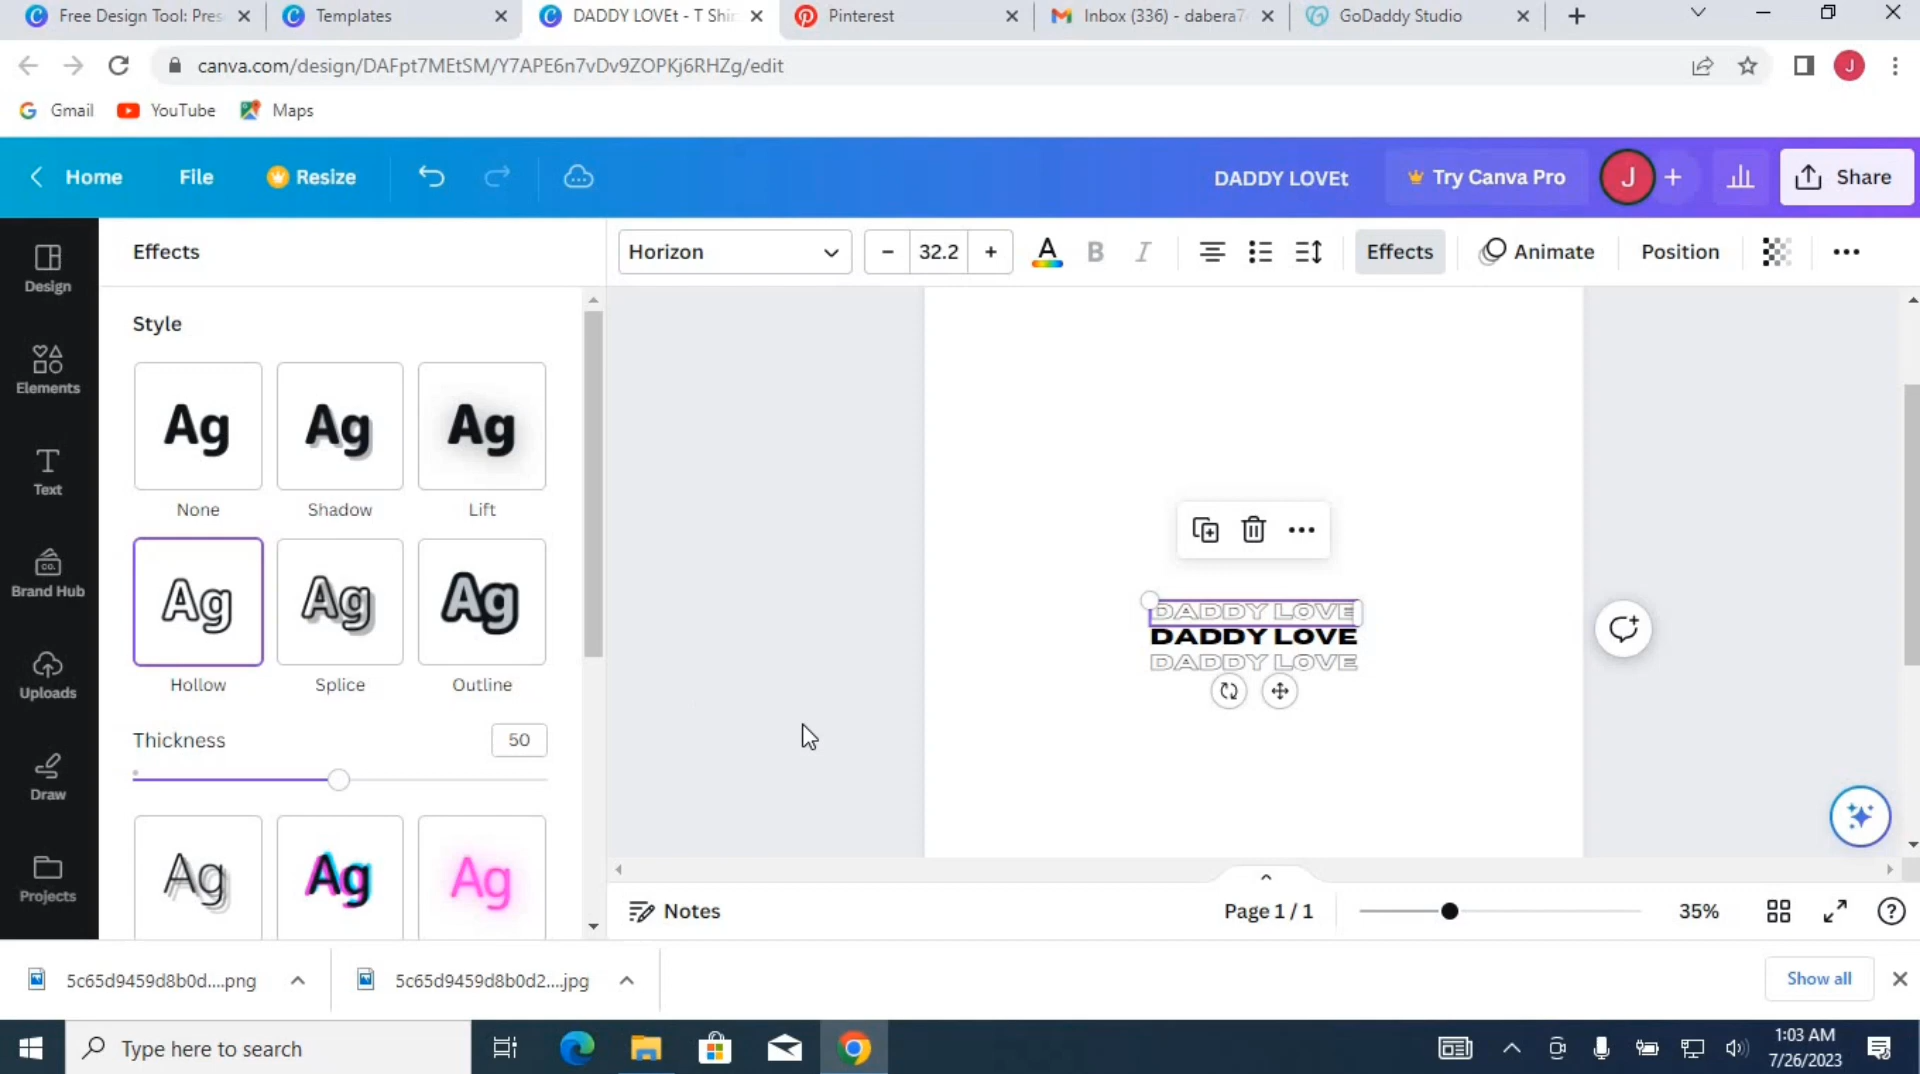 Free Design Tool: Pres
Templates
DADDY LOVEt - T Shir
Pinterest
Inbox (336) - dabera7
GoDaddy Studio
canva.com/design/DAFpt7MEtSM/Y7APE6n7vDv9ZOPKj6RHZg/edit
J
Gmail
YouTube
Maps
Home
File
Resize
DADDY LOVEt
Try Canva Pro
J
Share
Effects
Horizon
32.2
A
B
I
Effects
Animate
Position
Design
Elements
Text
Brand Hub
Uploads
Draw
Projects
Style
Ag
Ag
Ag
None
Shadow
Lift
Ag
Ag
Ag
Hollow
Splice
Outline
Thickness
50
Ag
Ag
Ag
DADDY LOVE
DADDY LOVE
DADDY LOVE
Notes
Page 1 / 1
35%
5c65d9459d8b0d....png
5c65d9459d8b0d2....jpg
Show all
Type here to search
1:03 AM
7/26/2023